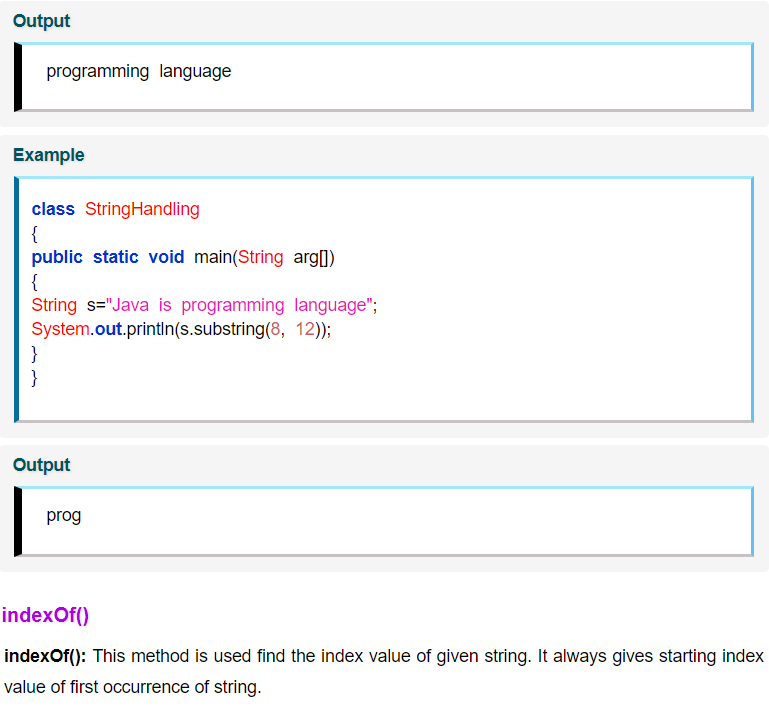 Output
programming language
Example
class StringHandling
{
public static void main(String arg[])
{
String s="Java is programming language";
System.out.println(s.substring(8, 12));
}
}
Output
prog
indexOf()
indexOf(): This method is used find the index value of given string. It always gives starting index
value of first occurrence of string.